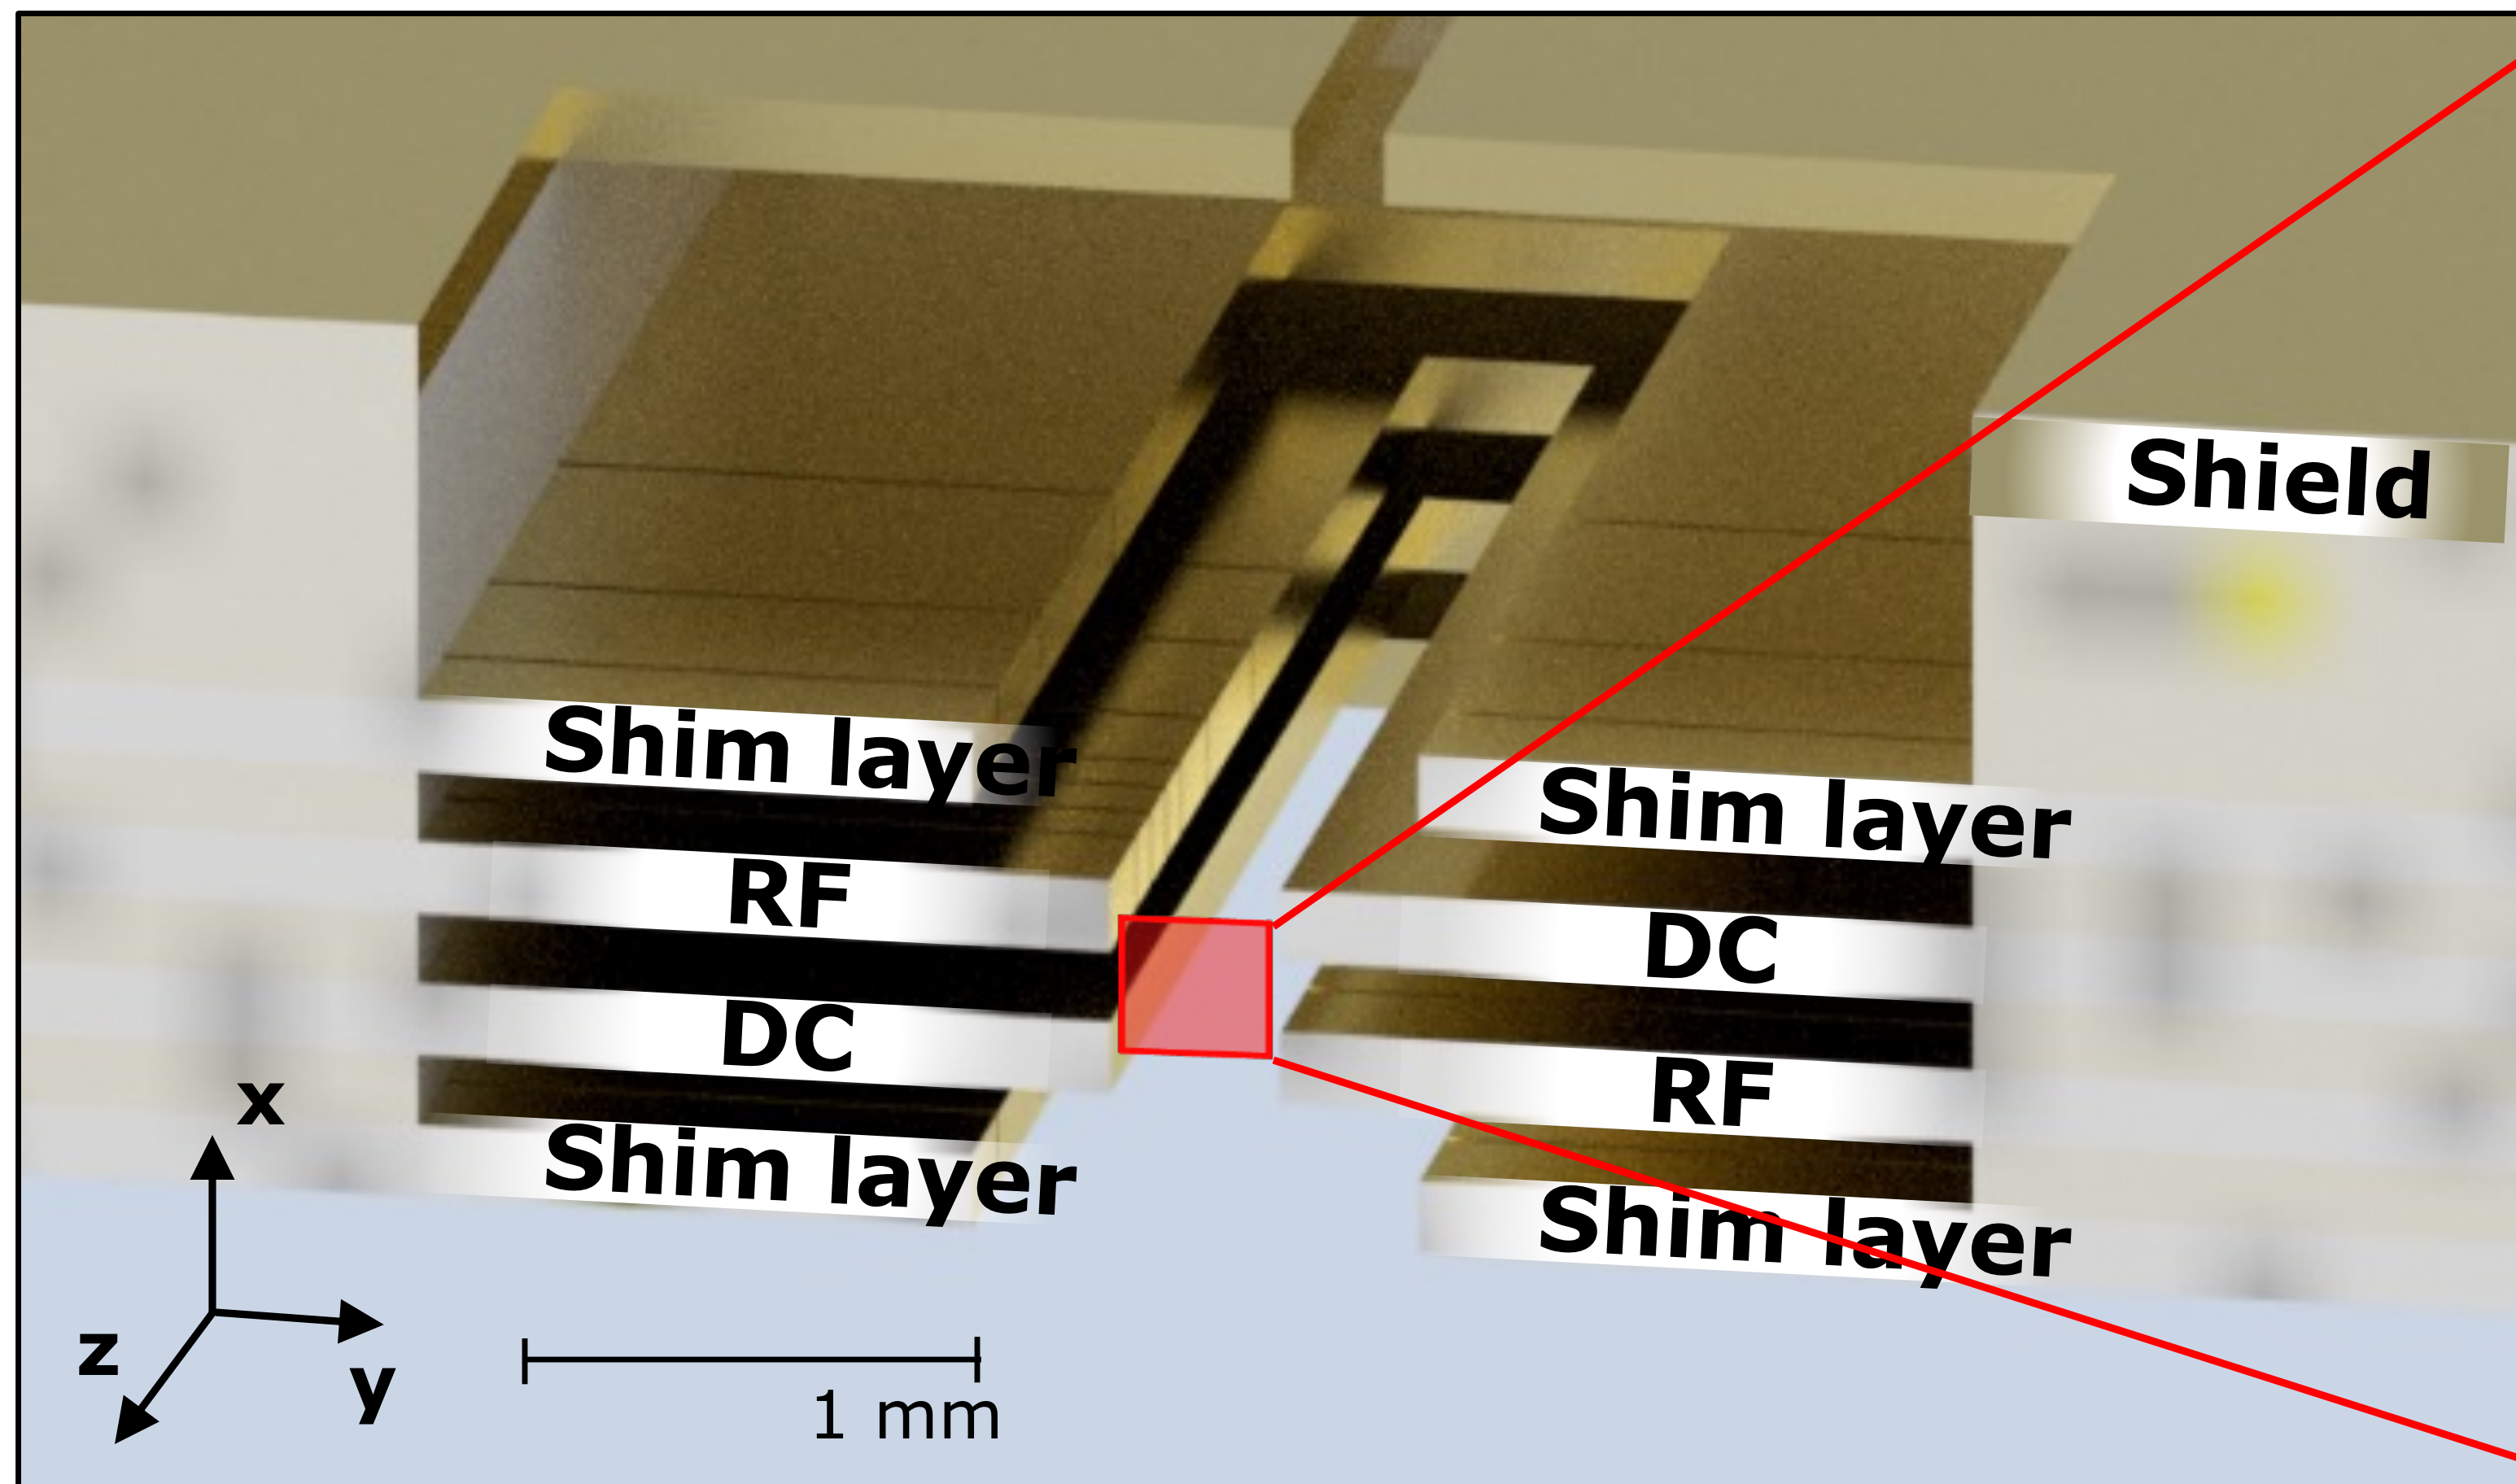 Shield
Shim layer
Shim layer
RF
DC
DC
RF
Shim layer
Shim layer
x
z
y
1 mm